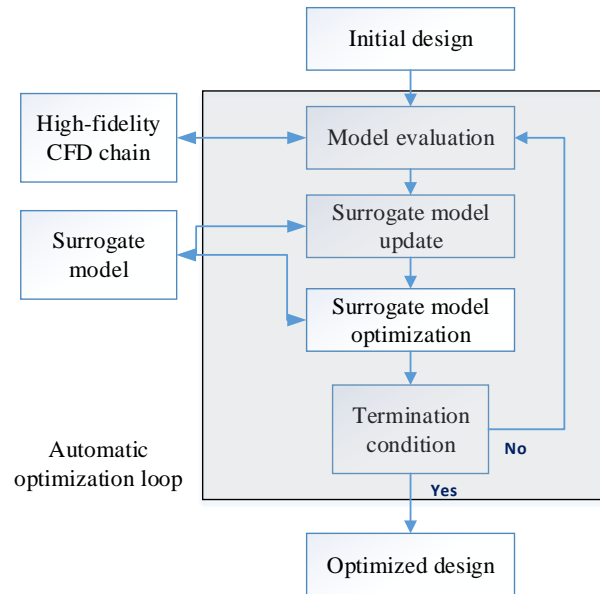 Initial design
High-fidelity
CFD chain
Model evaluation
Surrogate model
update
Surrogate
model
Surrogate model
optimization
Termination
condition
No
Automatic
optimization loop
Yes
Optimized design